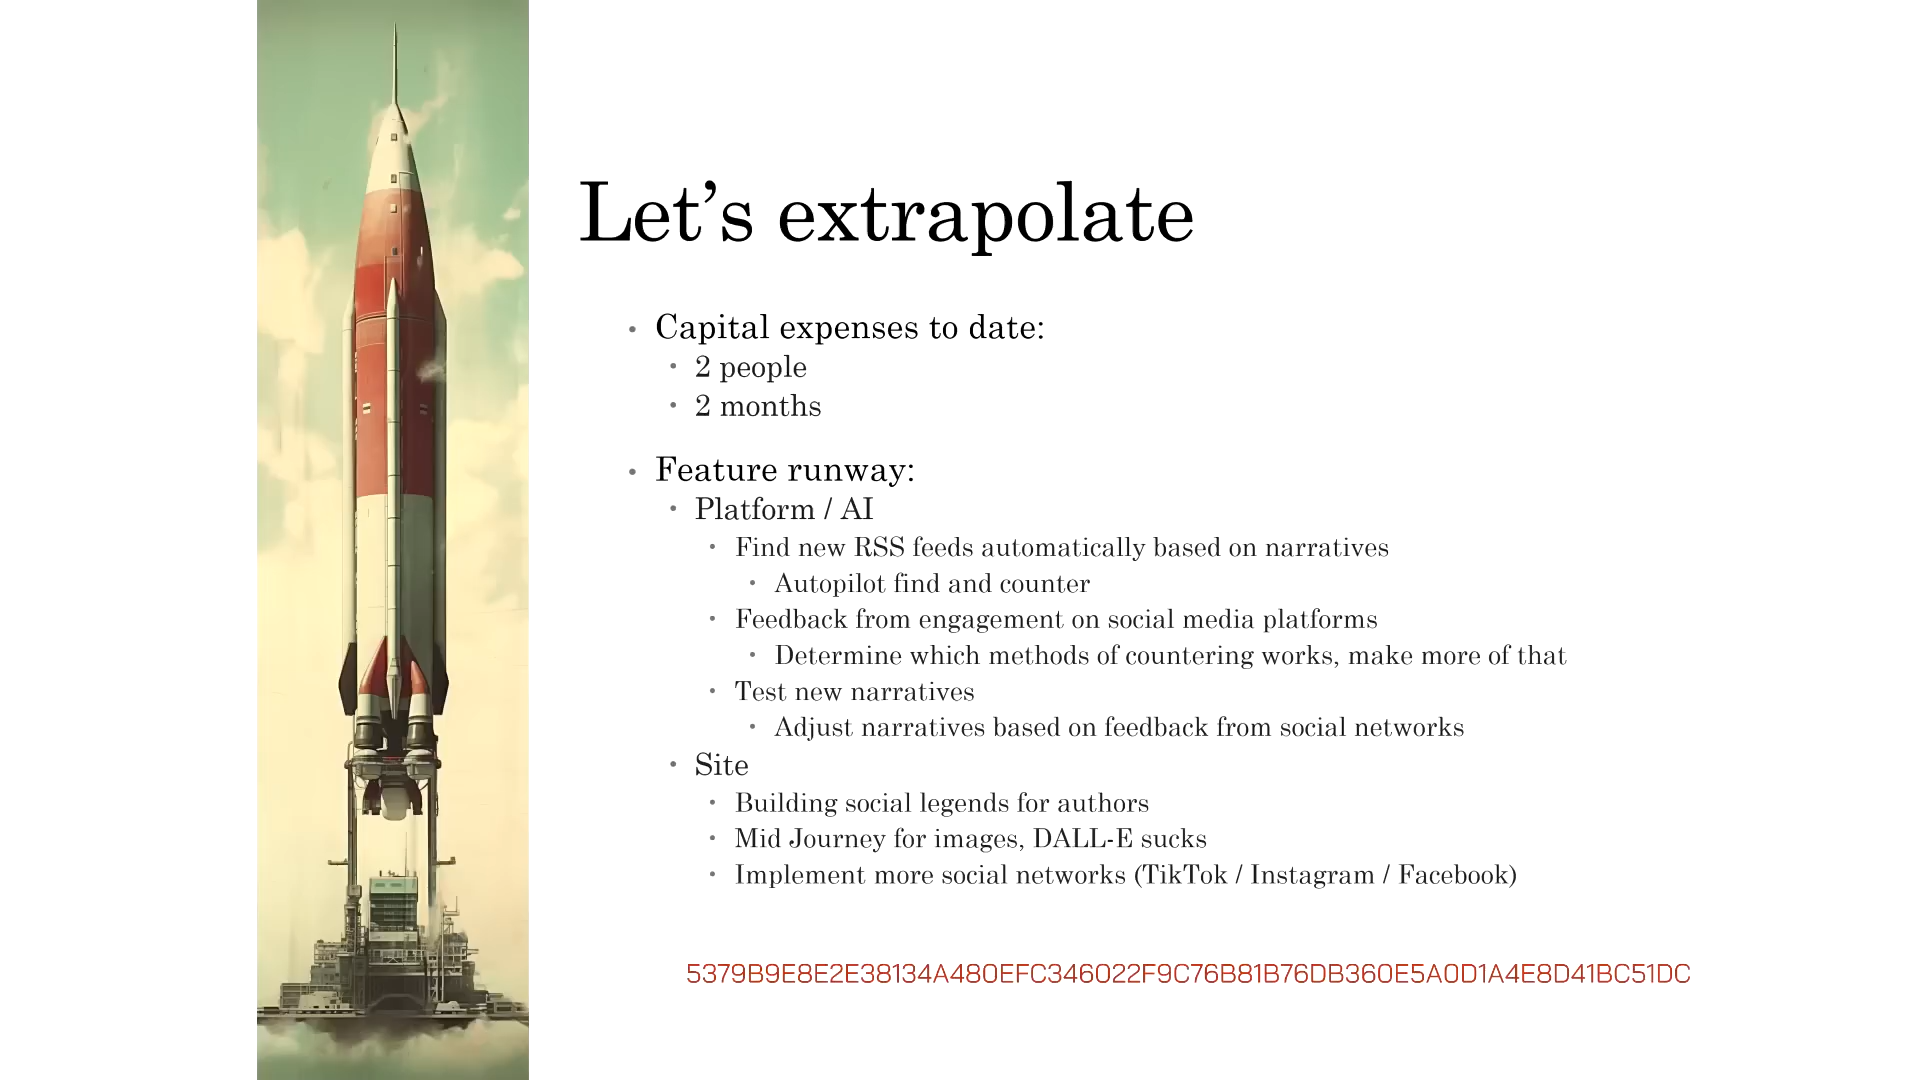 Let’s extrapolate
• Capital expenses to date:
• 2 people
• 2 months
• Feature runway:
• Platform / AI
• Find new RSS feeds automatically based on narratives
• Autopilot find and counter
• Feedback from engagement on social media platforms
• Determine which methods of countering works, make more of that
• Test new narratives
• Adjust narratives based on feedback from social networks
• Site
• Building social legends for authors
• Mid Journey for images, DALL-E sucks
• Implement more social networks (TikTok / Instagram / Facebook)
5379B9E8E2E38134A480EFC346022F9C76B81B76DB360E5A0D1A4E8D41BC51DC